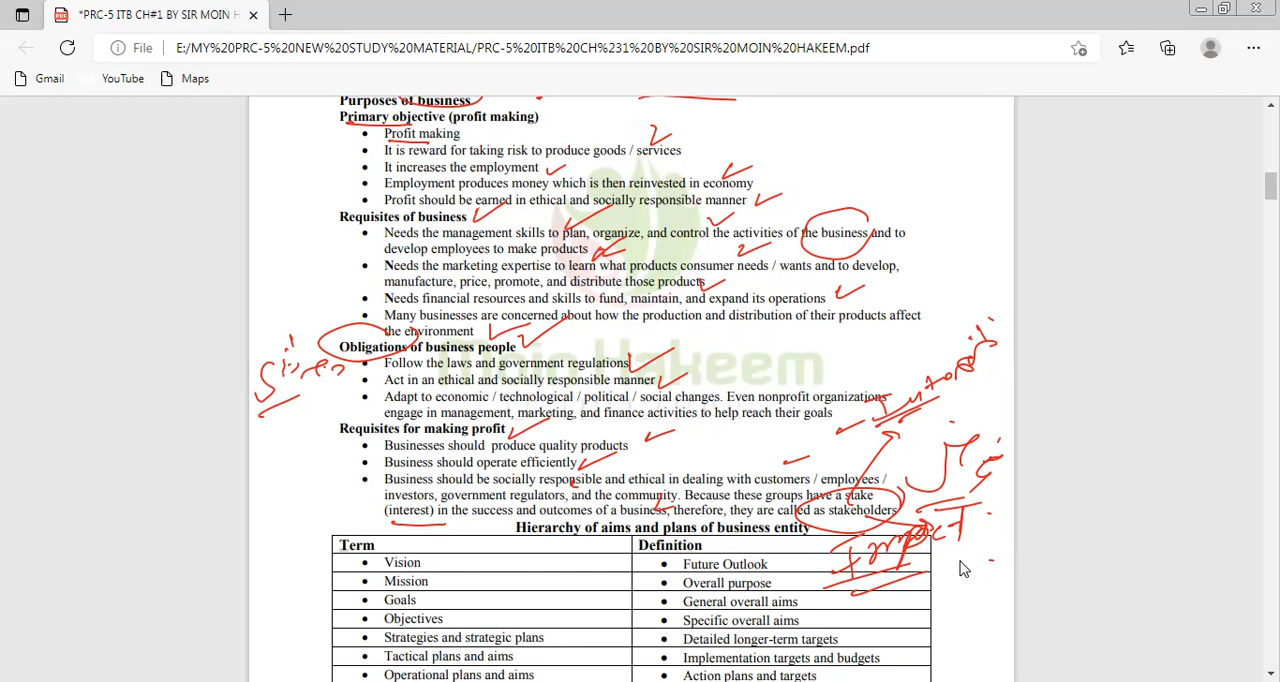 *PRC-5 ITB CH#1 BY SIR MOIN H
File E:/MY%20PRC-5%20NEW%20STUDY%20MATERIAL/PRC-5%20ITB%20CH%231%20BY%20SIR%20MOIN%20HAKEEM.pdf
Gmail YouTube Maps
Purposes of business
Primary objective (profit making)
• Profit making
• It is reward for taking risk to produce goods / services
• It increases the employment
• Employment produces money which is then reinvested in economy
• Profit should be earned in ethical and socially responsible manner
Requisites of business
• Needs the management skills to plan, organize, and control the activities of the business and to
develop employees to make products
• Needs the marketing expertise to learn what products consumer needs / wants and to develop,
manufacture, price, promote, and distribute those products
• Needs financial resources and skills to fund, maintain, and expand its operations
• Many businesses are concerned about how the production and distribution of their products affect
the environment
Obligations of business people
• Follow the laws and government regulations
• Act in an ethical and socially responsible manner
• Adapt to economic / technological / political / social changes. Even nonprofit organizations
engage in management, marketing, and finance activities to help reach their goals
Requisites for making profit
• Businesses should produce quality products
• Business should operate efficiently
• Business should be socially responsible and ethical in dealing with customers / employees /
investors, government regulators, and the community. Because these groups have a stake
(interest) in the success and outcomes of a business, therefore, they are called as stakeholders
Impact
Moin Hakeem
Hierarchy of aims and plans of business entity
Term Definition
• Vision • Future Outlook
• Mission • Overall purpose
• Goals • General overall aims
• Objectives • Specific overall aims
• Strategies and strategic plans • Detailed longer-term targets
• Tactical plans and aims • Implementation targets and budgets
• Operational plans and aims • Action plans and targets